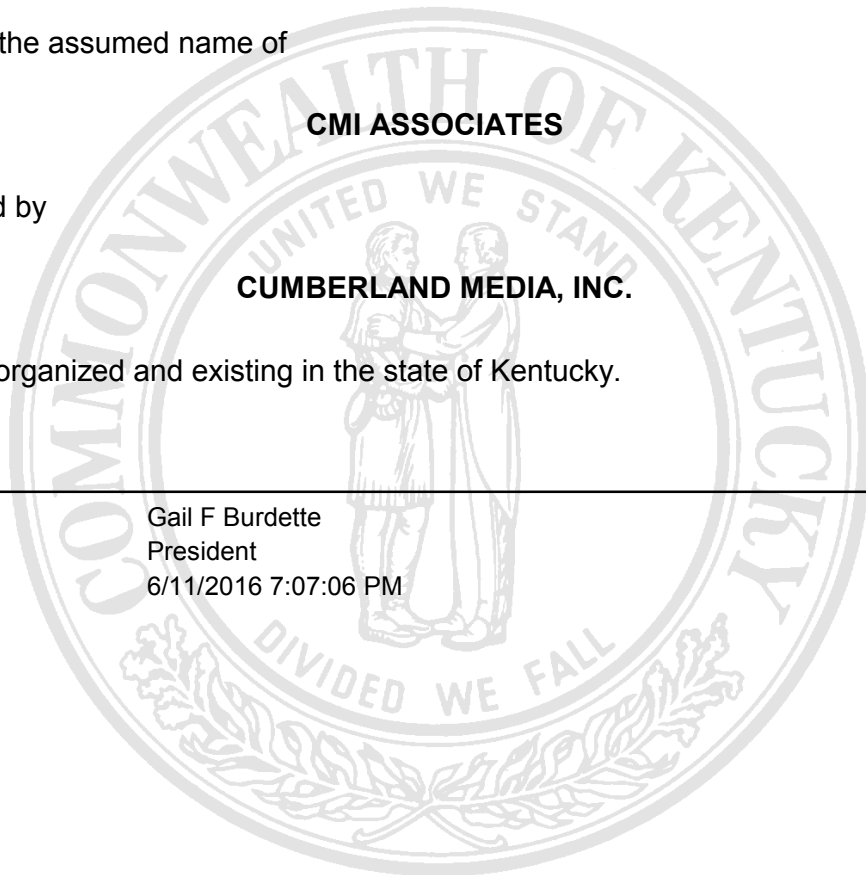 the assumed name of
CMI ASSOCIATES
d by
CUMBERLAND MEDIA, INC.
organized and existing in the state of Kentucky.
Gail F Burdette
President
6/11/2016 7:07:06 PM
COMMONWEALTH OF KENTUCKY
UNITED WE STAND
DIVIDED WE FALL